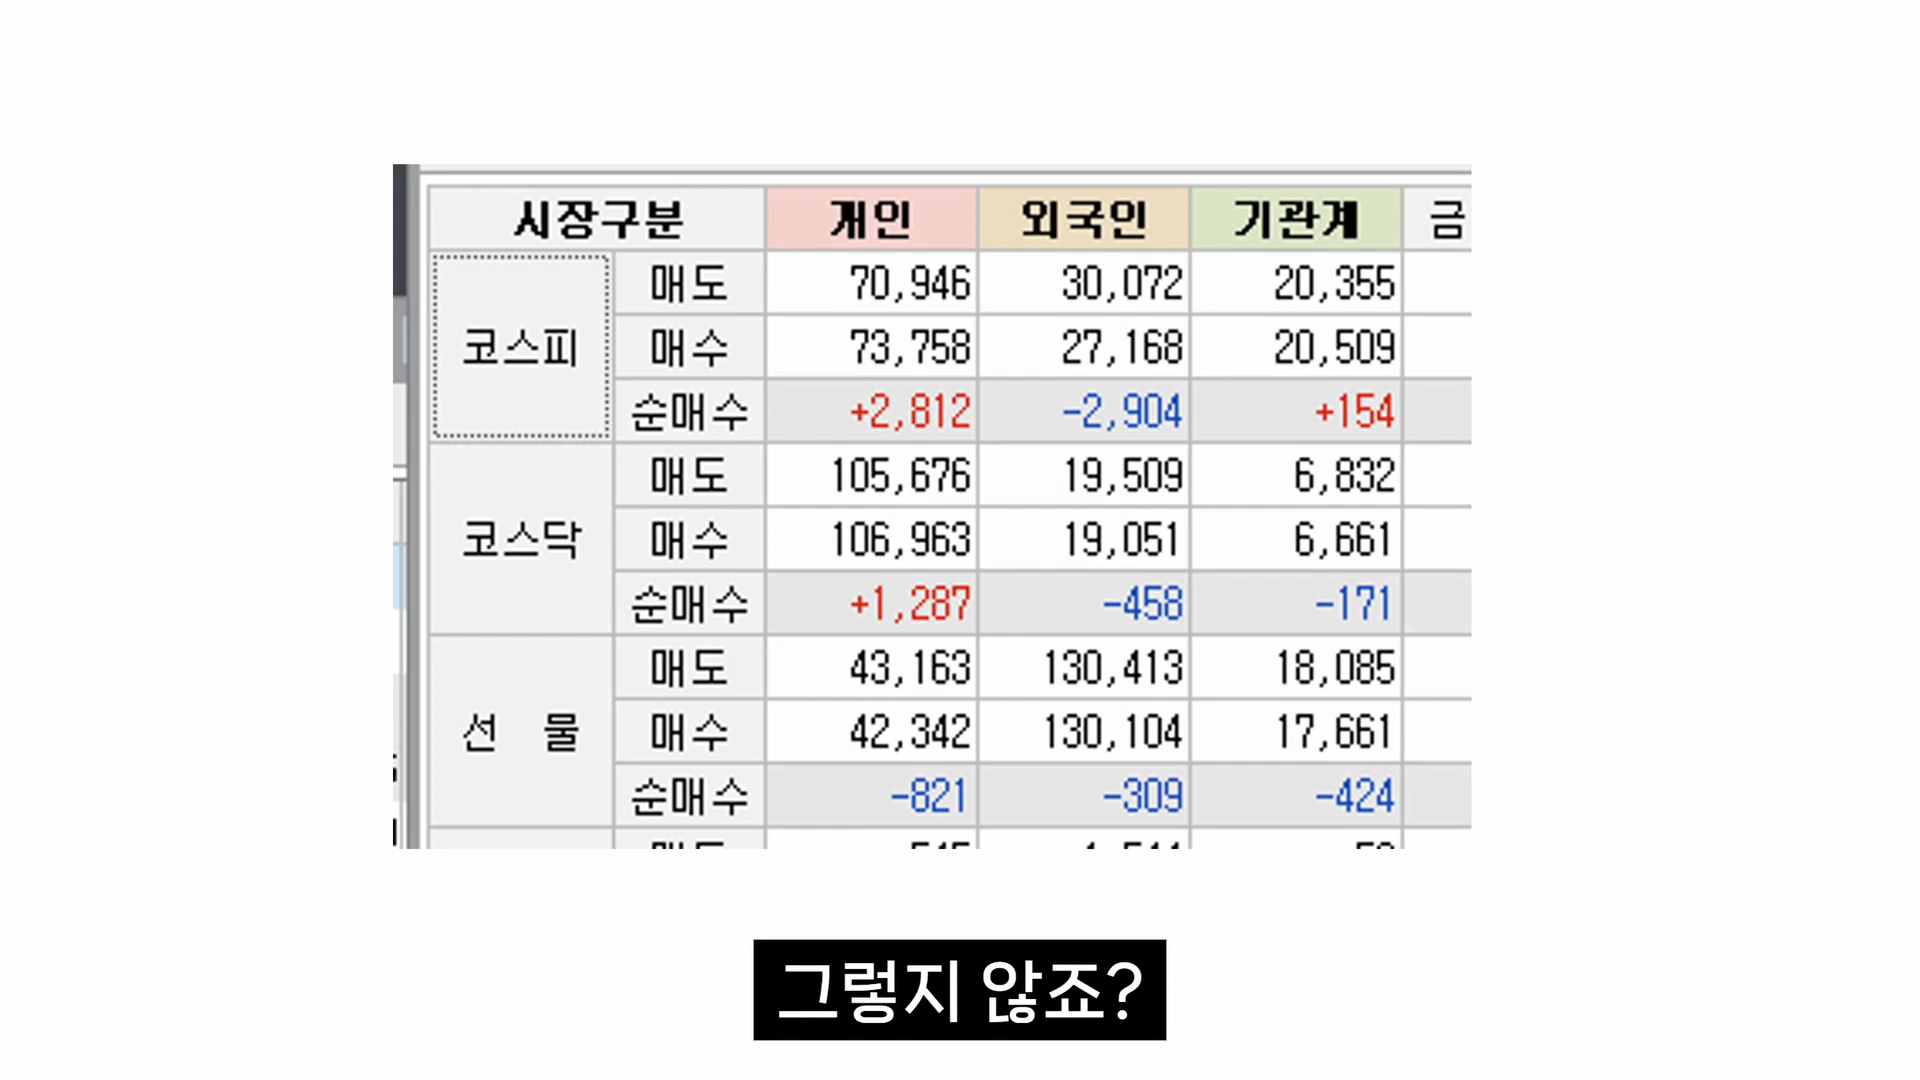 시장구분 개인 외국인 기관계 금
코스피 매도 70,946 30,072 20,355
매수 73,758 27,168 20,509
순매수 +2,812 -2,904 +154
코스닥 매도 105,676 19,509 6,832
매수 106,963 19,051 6,661
순매수 +1,287 -458 -171
선 물 매도 43,163 130,413 18,085
매수 42,342 130,104 17,661
순매수 -821 -309 -424
그렇지 않죠?